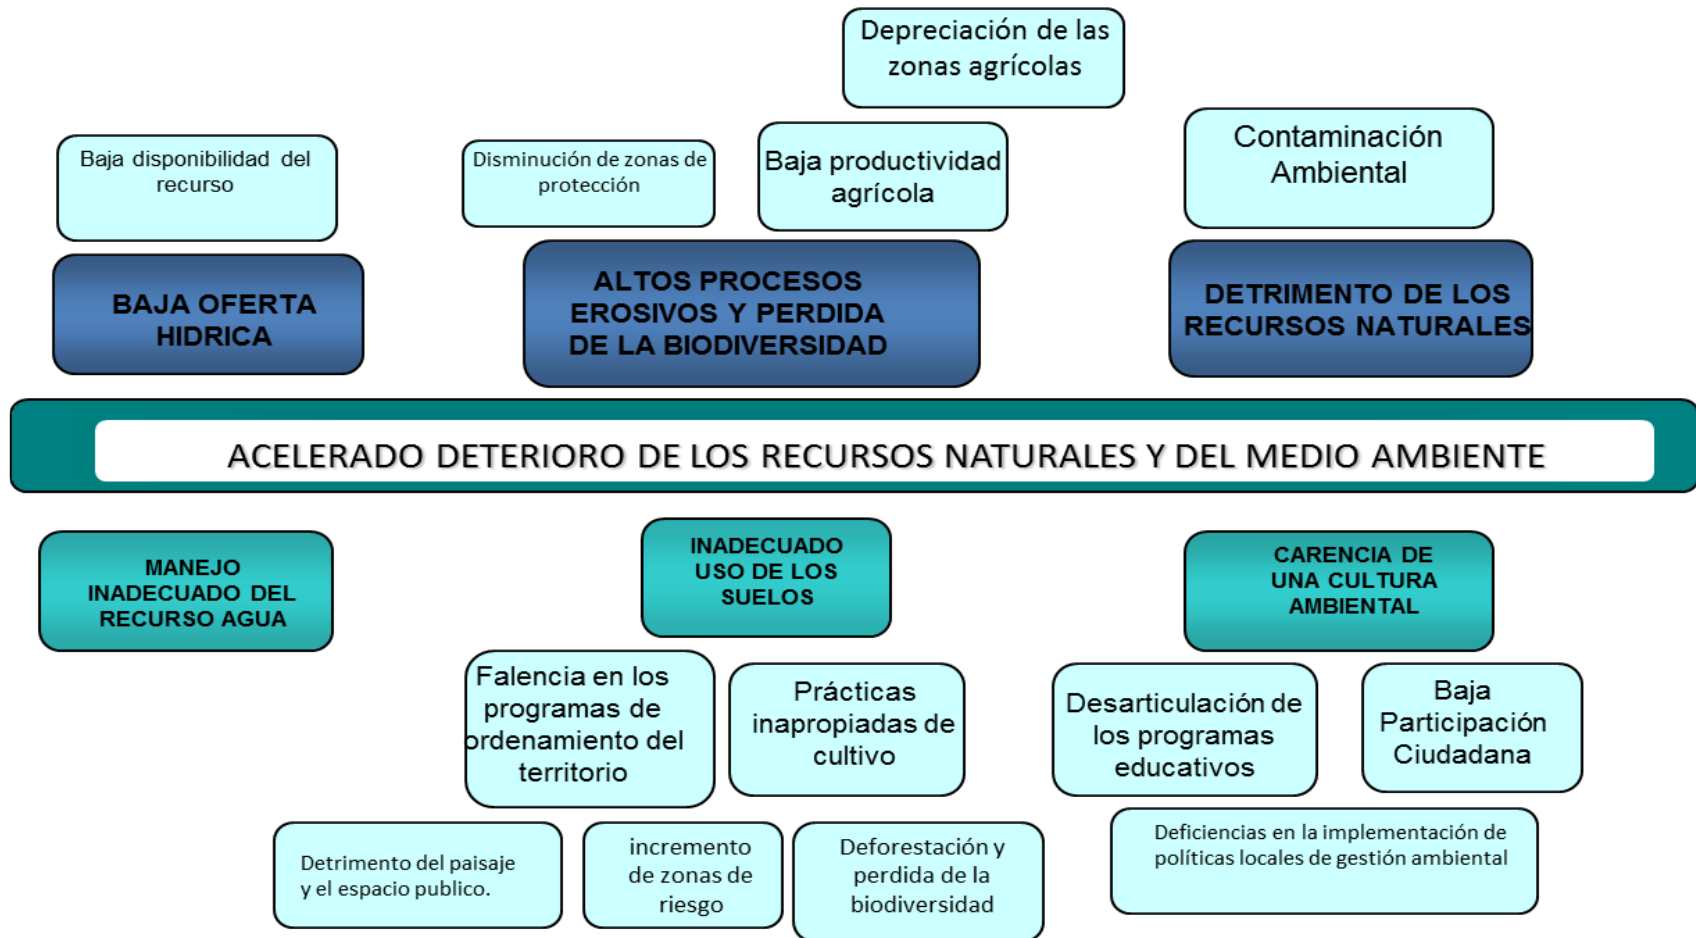 Depreciación de las
zonas agrícolas
Baja disponibilidad del
recurso
Disminución de zonas de
protección
Baja productividad
agrícola
Contaminación
Ambiental
BAJA OFERTA
HIDRICA
ALTOS PROCESOS
EROSIVOS Y PERDIDA
DE LA BIODIVERSIDAD
DETRIMENTO DE LOS
RECURSOS NATURALES
ACELERADO DETERIORO DE LOS RECURSOS NATURALES Y DEL MEDIO AMBIENTE
MANEJO
INADECUADO DEL
RECURSO AGUA
INADECUADO
USO DE LOS
SUELOS
CARENCIA DE
UNA CULTURA
AMBIENTAL
Falencia en los
programas de
ordenamiento del
territorio
Prácticas
inapropiadas de
cultivo
Desarticulación de
los programas
educativos
Baja
Participación
Ciudadana
Detrimento del paisaje
y el espacio publico.
incremento
de zonas de
riesgo
Deforestación y
perdida de la
biodiversidad
Deficiencias en la implementación de
políticas locales de gestión ambiental